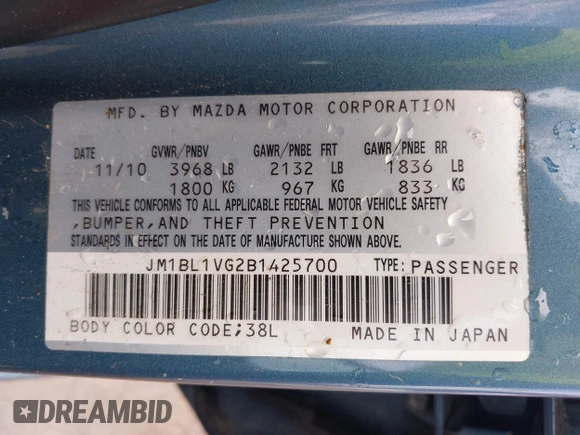 MFD. BY MAZDA MOTOR CORPORATION
DATE GVWR/PNBV GAWR/PNBE FRT GAWR/PNBE RR
11/10 3968 LB 2132 LB 1836 LB
1800 KG 967 KG 833 KG
THIS VEHICLE CONFORMS TO ALL APPLICABLE FEDERAL MOTOR VEHICLE SAFETY
,BUMPER,AND THEFT PREVENTION
STANDARDS IN EFFECT ON THE DATE OF MANUFACTURE SHOWN ABOVE.
JM1BL1VG2B1425700 TYPE: PASSENGER
BODY COLOR CODE;38L MADE IN JAPAN
DREAMBID